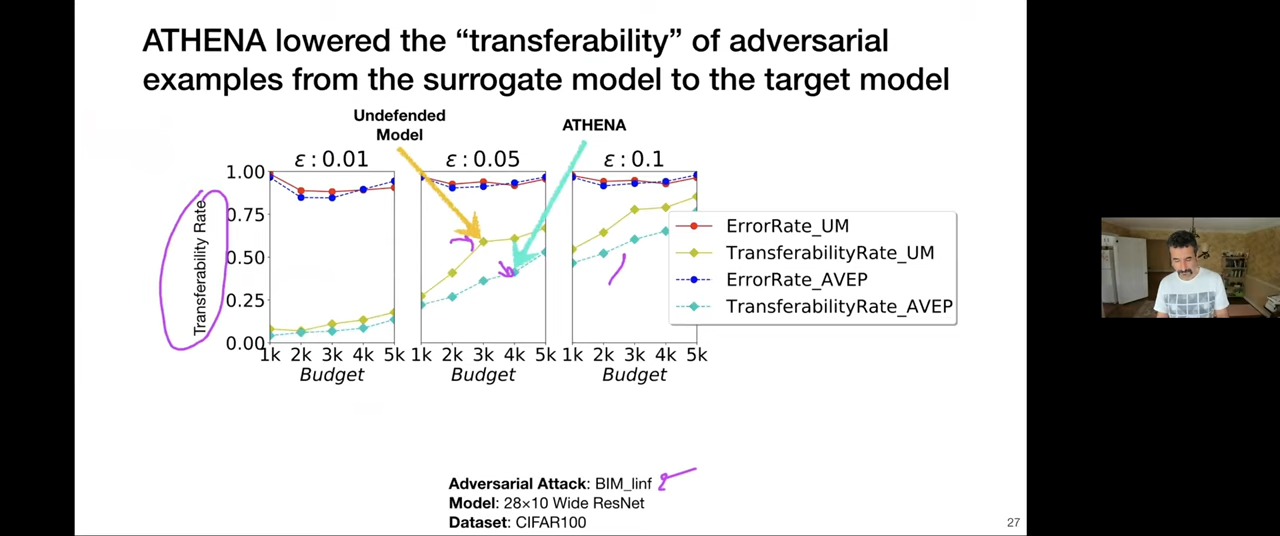 ATHENA lowered the “transferability” of adversarial
examples from the surrogate model to the target model
Undefended
Model
ATHENA
ε : 0.01
ε : 0.05
ε : 0.1
Transferability Rate
1.00
0.75
0.50
0.25
0.00
1k 2k 3k 4k 5k
1k 2k 3k 4k 5k
1k 2k 3k 4k 5k
Budget
Budget
Budget
ErrorRate_UM
TransferabilityRate_UM
ErrorRate_AVEP
TransferabilityRate_AVEP
Adversarial Attack: BIM_linf
Model: 28×10 Wide ResNet
Dataset: CIFAR100
27